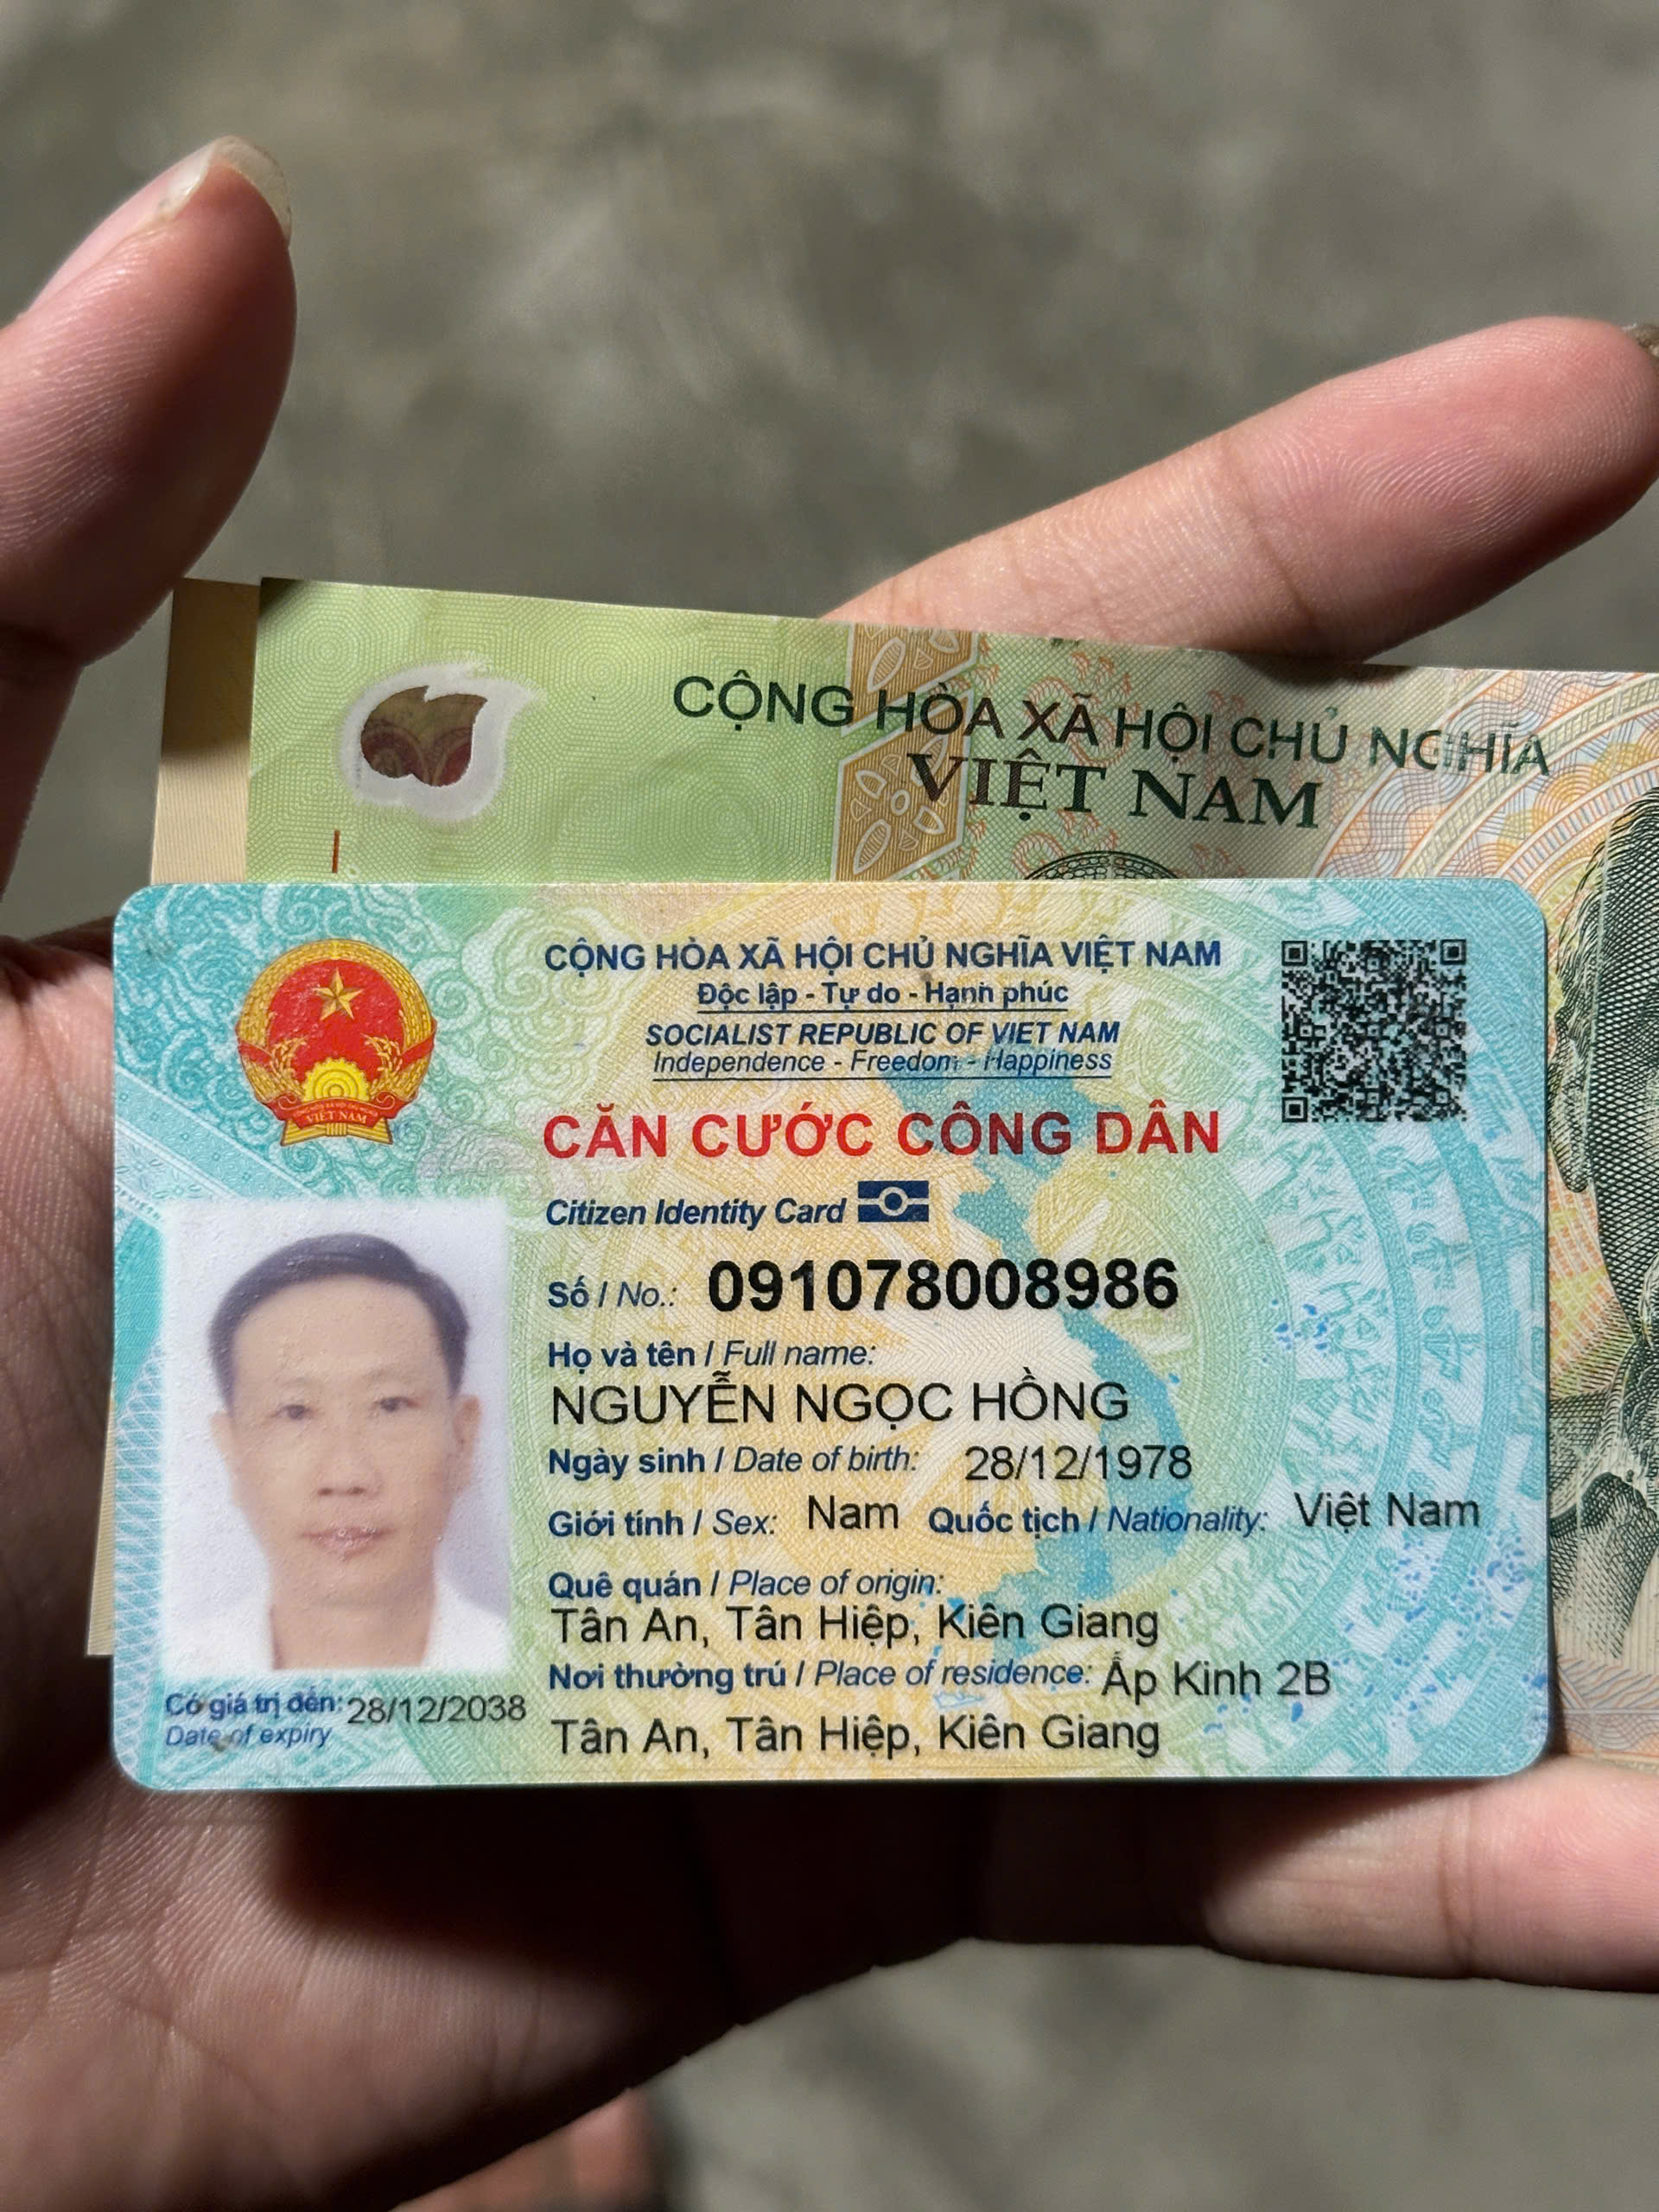 CỘNG HÒA XÃ HỘI CHỦ NGHĨA
VIỆT NAM
CỘNG HÒA XÃ HỘI CHỦ NGHĨA VIỆT NAM
Độc lập - Tự do - Hạnh phúc
SOCIALIST REPUBLIC OF VIET NAM
Independence - Freedom - Happiness
CĂN CƯỚC CÔNG DÂN
Citizen Identity Card
VIỆT NAM
Số / No.: 091078008986
Họ và tên / Full name:
NGUYỄN NGỌC HỒNG
Ngày sinh / Date of birth: 28/12/1978
Giới tính / Sex: Nam Quốc tịch / Nationality: Việt Nam
Quê quán / Place of origin:
Tân An, Tân Hiệp, Kiên Giang
Nơi thường trú / Place of residence: Ấp Kinh 2B
Tân An, Tân Hiệp, Kiên Giang
Có giá trị đến: 28/12/2038
Date of expiry